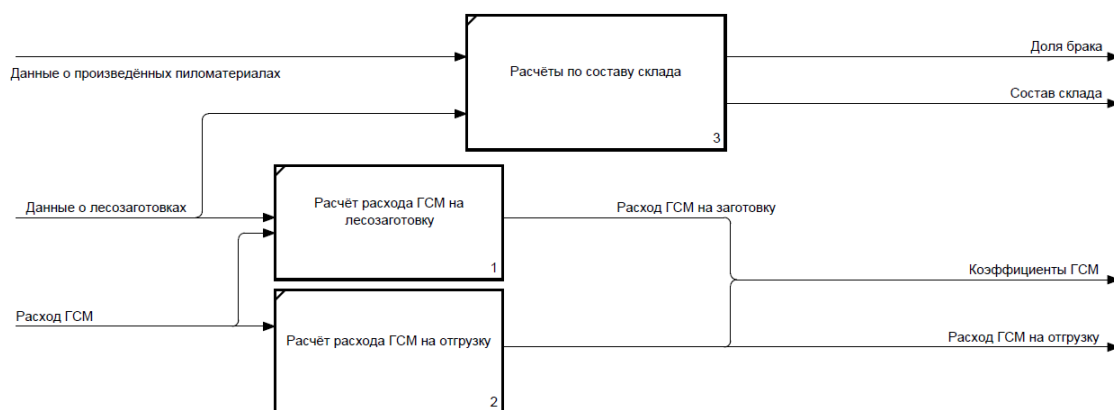 Доля брака
Данные о произведённых пиломатериалах
Расчёты по составу склада
Состав склада
3
Данные о лесозаготовках
Расчёт расхода ГСМ на
лесозаготовку
Расход ГСМ на заготовку
1
Коэффициенты ГСМ
Расход ГСМ
Расчёт расхода ГСМ на отгрузку
Расход ГСМ на отгрузку
2